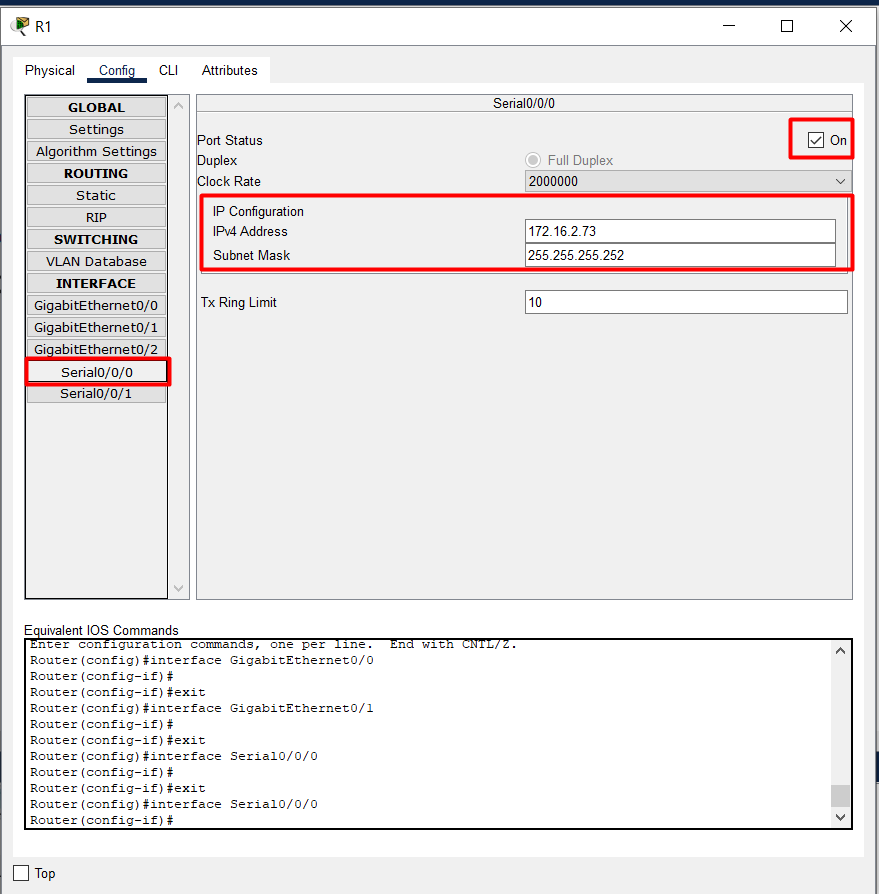 R1
Physical Config CLI Attributes
GLOBAL
Settings
Algorithm Settings
ROUTING
Static
RIP
SWITCHING
VLAN Database
INTERFACE
GigabitEthernet0/0
GigabitEthernet0/1
GigabitEthernet0/2
Serial0/0/0
Serial0/0/1
Serial0/0/0
Port Status On
Duplex Full Duplex
Clock Rate 2000000
IP Configuration
IPv4 Address 172.16.2.73
Subnet Mask 255.255.255.252
Tx Ring Limit 10
Equivalent IOS Commands
Enter configuration commands, one per line.  End with CNTL/Z.
Router(config)#interface GigabitEthernet0/0
Router(config-if)#
Router(config-if)#exit
Router(config)#interface GigabitEthernet0/1
Router(config-if)#
Router(config-if)#exit
Router(config)#interface Serial0/0/0
Router(config-if)#
Router(config-if)#exit
Router(config)#interface Serial0/0/0
Router(config-if)#
Top